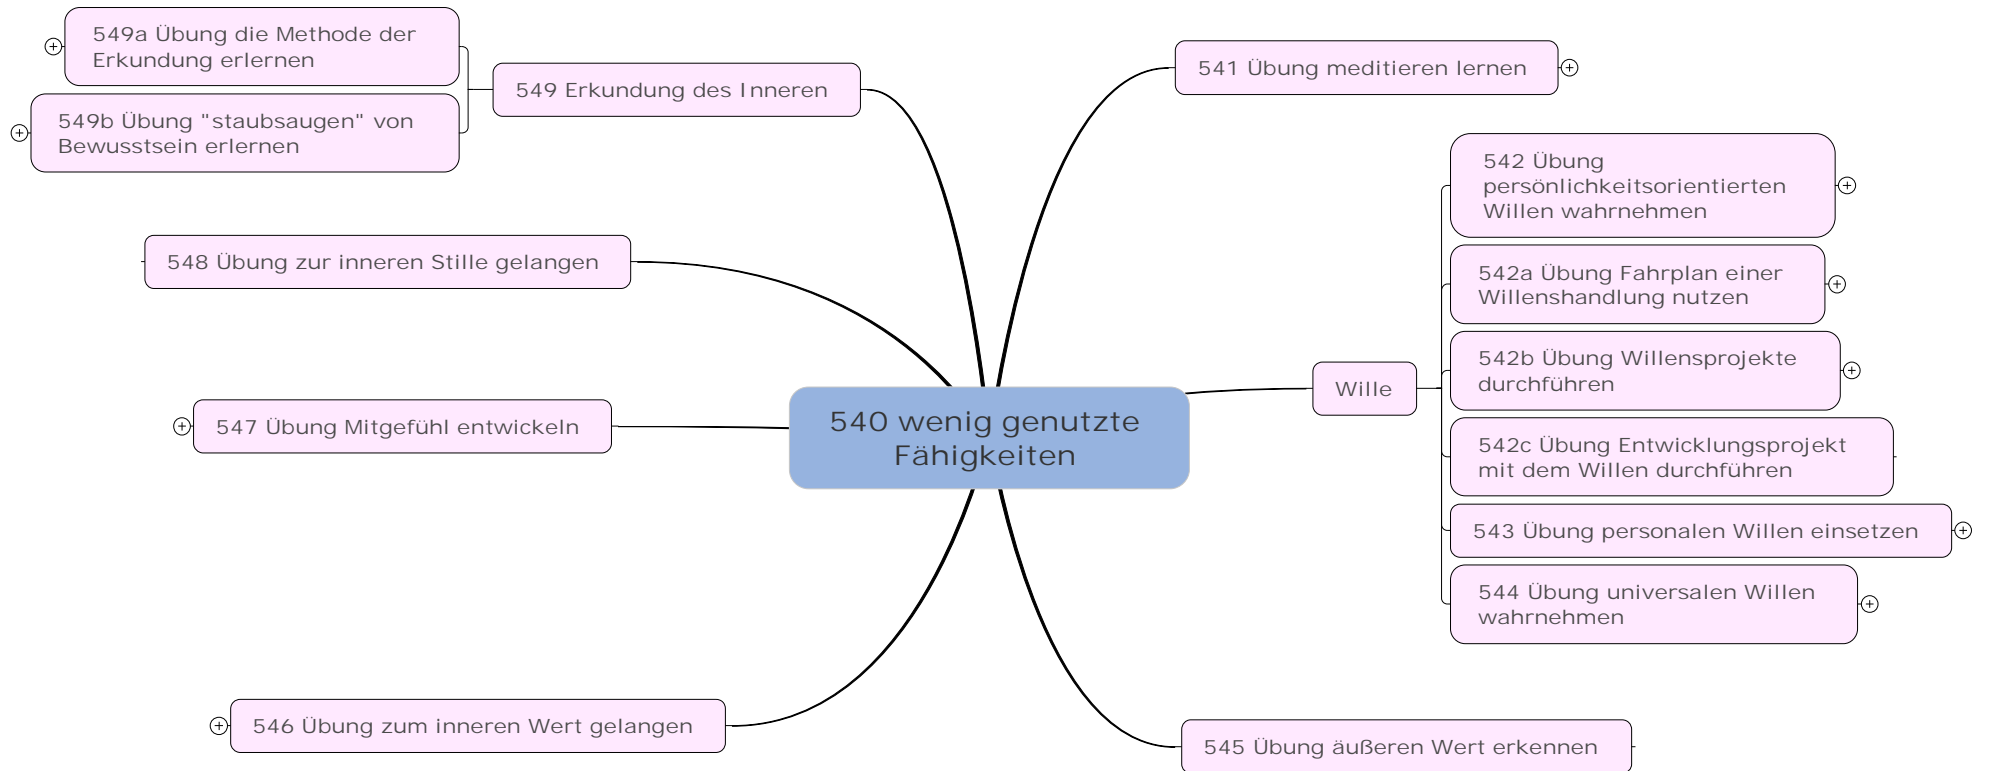 540 wenig genutzte
Fähigkeiten
541 Übung meditieren lernen
Wille
542 Übung
persönlichkeitsorientierten
Willen wahrnehmen
542a Übung Fahrplan einer
Willenshandlung nutzen
542b Übung Willensprojekte
durchführen
542c Übung Entwicklungsprojekt
mit dem Willen durchführen
543 Übung personalen Willen einsetzen
544 Übung universalen Willen
wahrnehmen
545 Übung äußeren Wert erkennen
546 Übung zum inneren Wert gelangen
547 Übung Mitgefühl entwickeln
548 Übung zur inneren Stille gelangen
549 Erkundung des Inneren
549a Übung die Methode der
Erkundung erlernen
549b Übung "staubsaugen" von
Bewusstsein erlernen